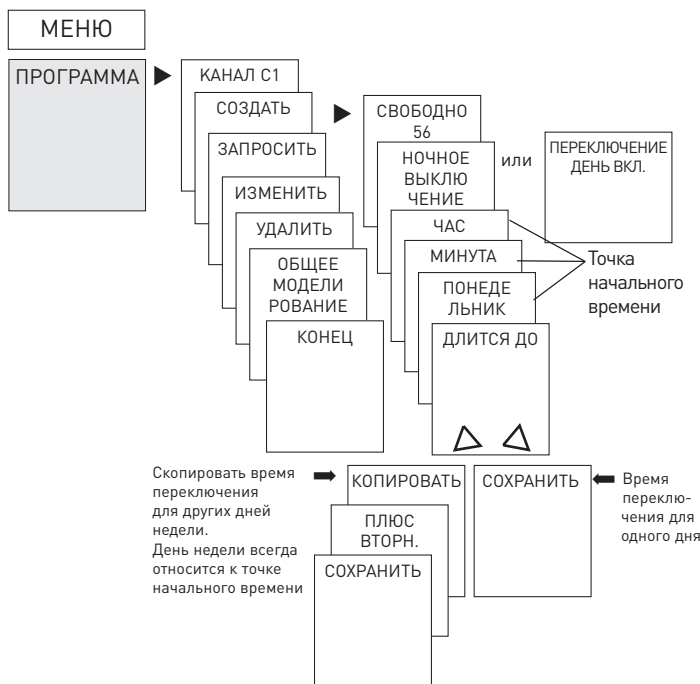 МЕНЮ
ПРОГРАММА
КАНАЛ C1
СОЗДАТЬ
ЗАПРОСИТЬ
ИЗМЕНИТЬ
УДАЛИТЬ
ОБЩЕЕ
МОДЕЛИ
РОВАНИЕ
КОНЕЦ
СВОБОДНО
56
НОЧНОЕ
ВЫКЛЮ
ЧЕНИЕ
или
ПЕРЕКЛЮЧЕНИЕ
ДЕНЬ ВКЛ.
ЧАС
МИНУТА
ПОНЕДЕ
ЛЬНИК
ДЛИТСЯ ДО
Точка
начального
времени
Скопировать время
переключения
для других дней
недели.
День недели всегда
относится к точке
начального времени
КОПИРОВАТЬ
ПЛЮС
ВТОРН.
СОХРАНИТЬ
СОХРАНИТЬ
Время
переклю-
чения для
одного дня